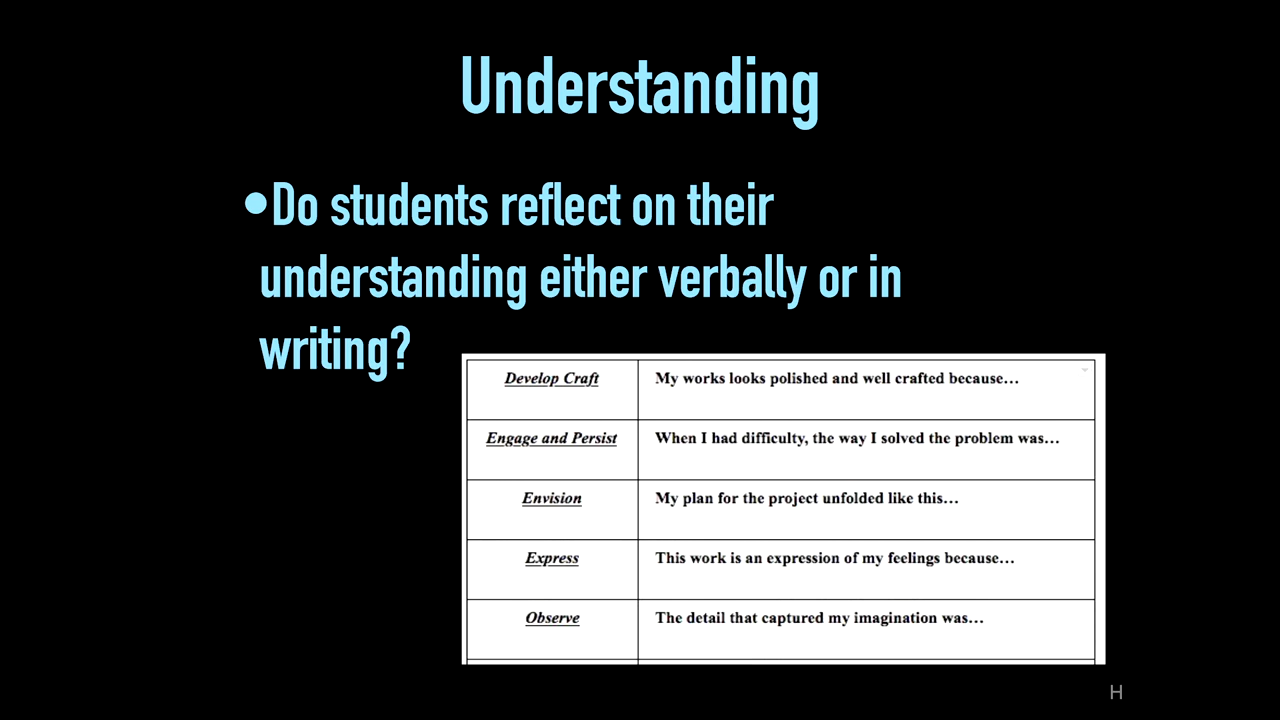 Understanding
•Do students reflect on their
understanding either verbally or in
writing?
Develop Craft
My works looks polished and well crafted because…
Engage and Persist
When I had difficulty, the way I solved the problem was…
Envision
My plan for the project unfolded like this…
Express
This work is an expression of my feelings because…
Observe
The detail that captured my imagination was…
H